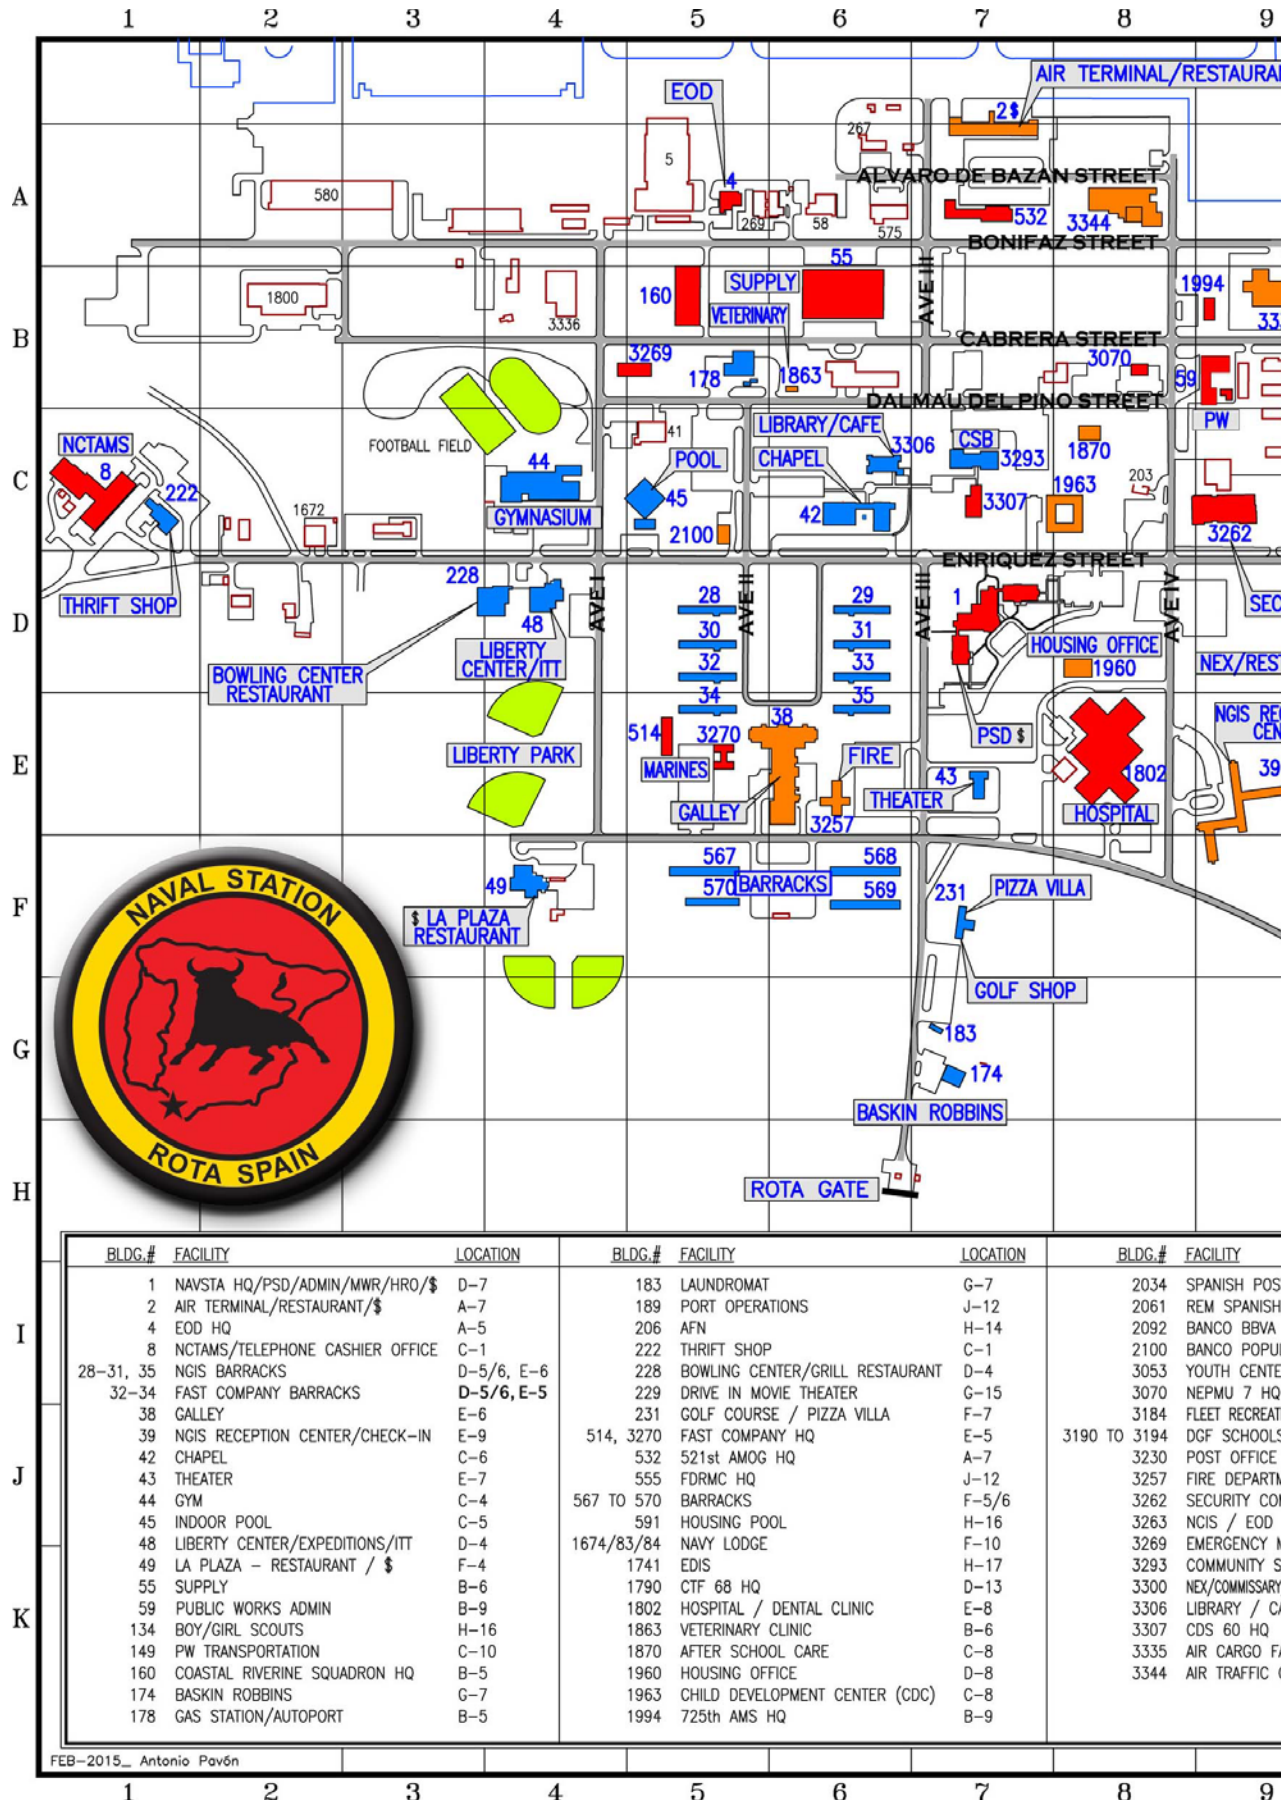 1 2 3 4 5 6 7 8 9
AIR TERMINAL/RESTAURAN
EOD
2$
267
5
ALVARO DE BAZAN STREET
A
580
4
269
58
575
532
3344
BONIFAZ STREET
55
1800
160
SUPPLY
AVE III
1994
3336
VETERINARY
B
CABRERA STREET
3269
3070
178
1863
59
DALMAU DEL PINO STREET
LIBRARY/CAFE
PW
NCTAMS
FOOTBALL FIELD
41
3306
CSB
8
44
POOL
CHAPEL
3293
1870
C
222
45
1963
203
1672
GYMNASIUM
42
3307
2100
3262
ENRIQUEZ STREET
228
THRIFT SHOP
AVE I
28
AVE II
29
AVE III
1
AVE IV
SEC
D
48
30
31
LIBERTY
CENTER/ITT
HOUSING OFFICE
BOWLING CENTER
RESTAURANT
32
33
1960
NEX/REST
34
35
38
514
3270
PSD $
NGIS REC
CEN
LIBERTY PARK
FIRE
E
MARINES
43
1802
39
THEATER
GALLEY
3257
HOSPITAL
567
568
NAVAL STATION
49
570
BARRACKS
569
231
PIZZA VILLA
F
$ LA PLAZA
RESTAURANT
GOLF SHOP
183
G
174
BASKIN ROBBINS
ROTA SPAIN
H
ROTA GATE
BLDG.# FACILITY LOCATION
1 NAVSTA HQ/PSD/ADMIN/MWR/HRO/$ D-7
2 AIR TERMINAL/RESTAURANT/$ A-7
4 EOD HQ A-5
8 NCTAMS/TELEPHONE CASHIER OFFICE C-1
28-31, 35 NGIS BARRACKS D-5/6, E-6
32-34 FAST COMPANY BARRACKS D-5/6, E-5
38 GALLEY E-6
39 NGIS RECEPTION CENTER/CHECK-IN E-9
42 CHAPEL C-6
43 THEATER E-7
44 GYM C-4
45 INDOOR POOL C-5
48 LIBERTY CENTER/EXPEDITIONS/ITT D-4
49 LA PLAZA - RESTAURANT / $ F-4
55 SUPPLY B-6
59 PUBLIC WORKS ADMIN B-9
134 BOY/GIRL SCOUTS H-16
149 PW TRANSPORTATION C-10
160 COASTAL RIVERINE SQUADRON HQ B-5
174 BASKIN ROBBINS G-7
178 GAS STATION/AUTOPORT B-5
BLDG.# FACILITY LOCATION
183 LAUNDROMAT G-7
189 PORT OPERATIONS J-12
206 AFN H-14
222 THRIFT SHOP C-1
228 BOWLING CENTER/GRILL RESTAURANT D-4
229 DRIVE IN MOVIE THEATER G-15
231 GOLF COURSE / PIZZA VILLA F-7
514, 3270 FAST COMPANY HQ E-5
532 521st AMOG HQ A-7
555 FDRMC HQ J-12
567 TO 570 BARRACKS F-5/6
591 HOUSING POOL H-16
1674/83/84 NAVY LODGE F-10
1741 EDIS H-17
1790 CTF 68 HQ D-13
1802 HOSPITAL / DENTAL CLINIC E-8
1863 VETERINARY CLINIC B-6
1870 AFTER SCHOOL CARE C-8
1960 HOUSING OFFICE D-8
1963 CHILD DEVELOPMENT CENTER (CDC) C-8
1994 725th AMS HQ B-9
BLDG.# FACILITY
2034 SPANISH POS
2061 REM SPANISH
2092 BANCO BBVA
2100 BANCO POPU
3053 YOUTH CENTE
3070 NEPMU 7 HQ
3184 FLEET RECREAT
3190 TO 3194 DGF SCHOOLS
3230 POST OFFICE
3257 FIRE DEPARTM
3262 SECURITY CO
3263 NCIS / EOD
3269 EMERGENCY M
3293 COMMUNITY S
3300 NEX/COMMISSARY
3306 LIBRARY / CA
3307 CDS 60 HQ
3335 AIR CARGO FA
3344 AIR TRAFFIC
I
J
K
FEB-2015_ Antonio Pavón
1 2 3 4 5 6 7 8 9